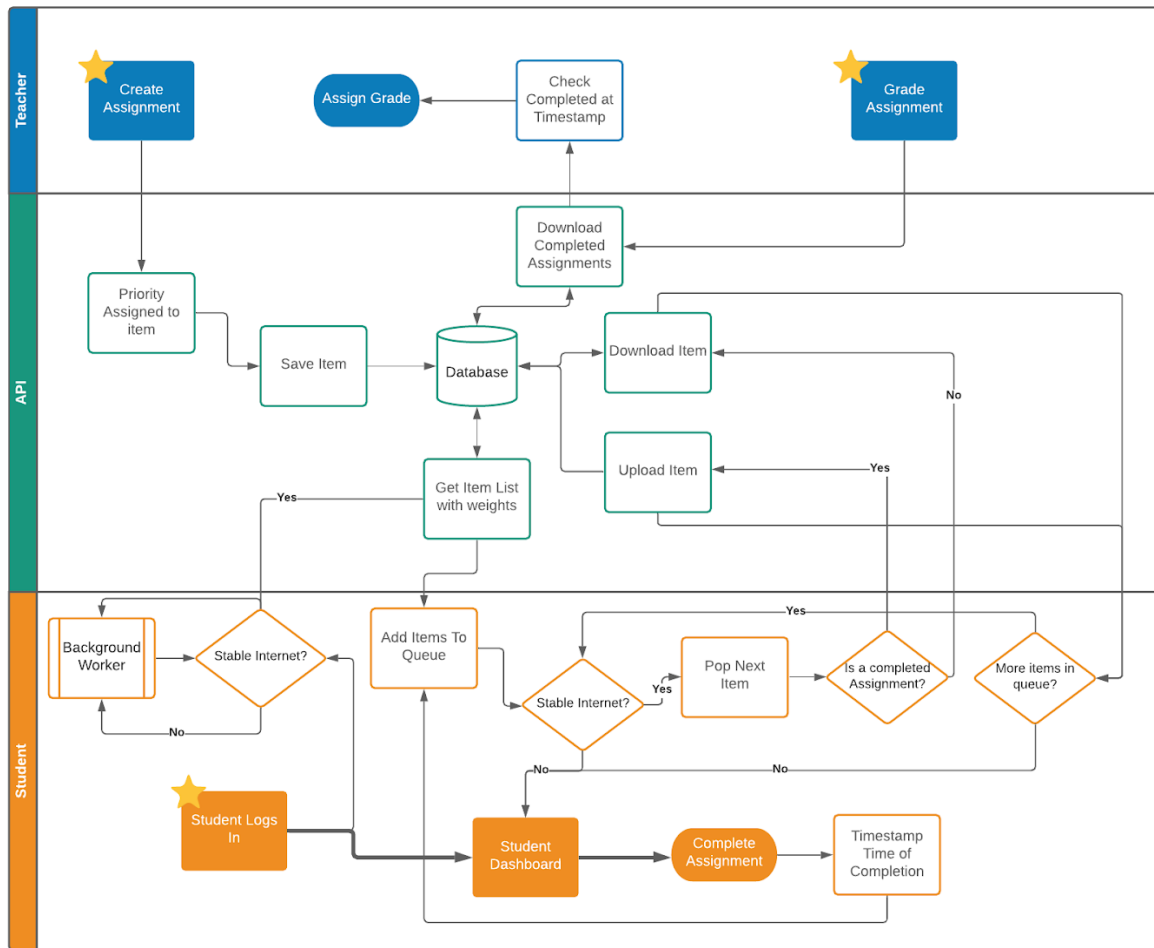 Teacher
Create
Assignment
Assign Grade
Check
Completed at
Timestamp
Grade
Assignment
API
Download
Completed
Assignments
Priority
Assigned to
item
Save Item
Database
Download Item
No
Upload Item
Yes
Get Item List
with weights
Yes
Student
Background
Worker
Stable Internet?
No
Add Items To
Queue
Stable Internet?
Yes
Pop Next
Item
Is a completed
Assignment?
More items in
queue?
Yes
No
No
Student Logs
In
Student
Dashboard
Complete
Assignment
Timestamp
Time of
Completion